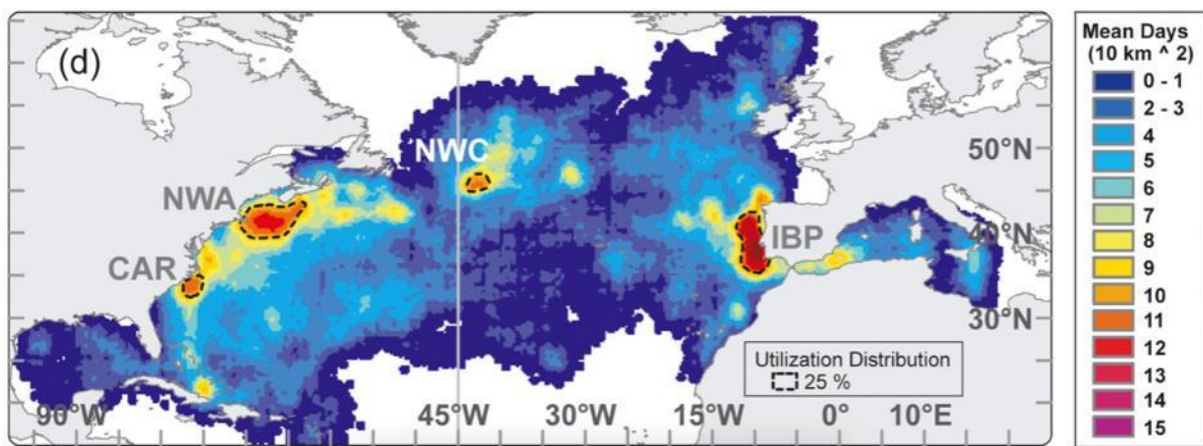 (d)
NWC
NWA
CAR
IBP
50°N
40°N
30°N
90°W
45°W
30°W
15°W
0°
10°E
Utilization Distribution
25 %
Mean Days
(10 km ^ 2)
0 - 1
2 - 3
4
5
6
7
8
9
10
11
12
13
14
15